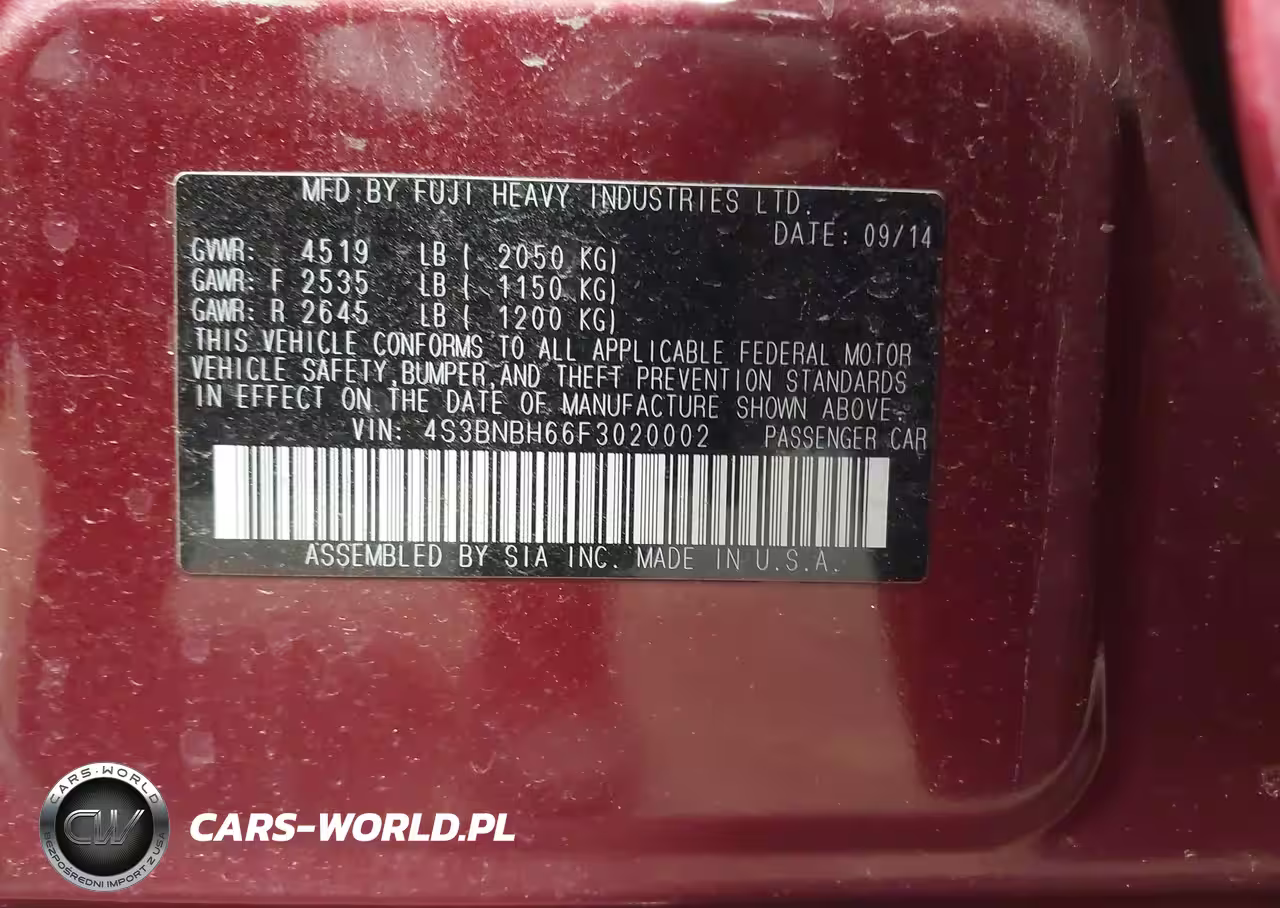 MFD BY FUJI HEAVY INDUSTRIES LTD.
DATE: 09/14
GVWR: 4519 LB ( 2050 KG)
GAWR: F 2535 LB ( 1150 KG)
GAWR: R 2645 LB ( 1200 KG)
THIS VEHICLE CONFORMS TO ALL APPLICABLE FEDERAL MOTOR
VEHICLE SAFETY, BUMPER, AND THEFT PREVENTION STANDARDS
IN EFFECT ON THE DATE OF MANUFACTURE SHOWN ABOVE.
VIN: 4S3BNBH66F3020002 PASSENGER CAR
ASSEMBLED BY SIA INC. MADE IN U.S.A.
CARS-WORLD
CW
BEZPOŚREDNI IMPORT Z USA
CARS-WORLD.PL